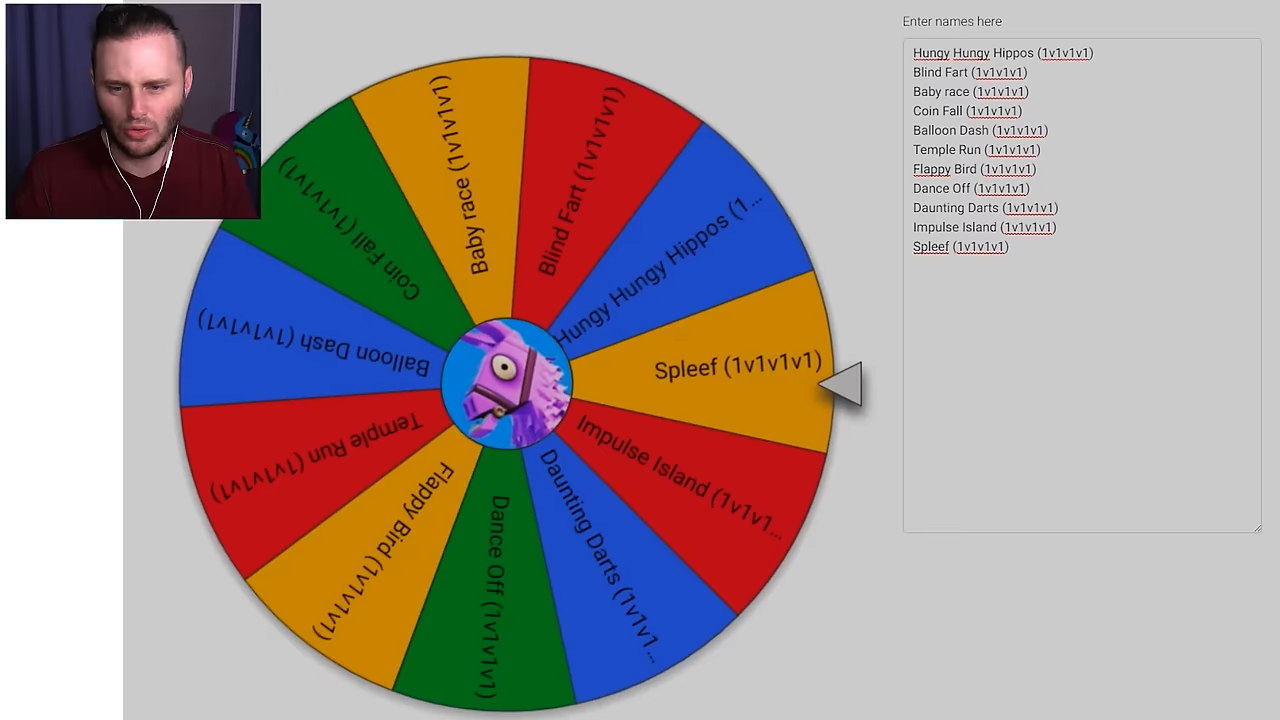 Enter names here
Hungy Hungy Hippos (1v1v1v1)
Blind Fart (1v1v1v1)
Baby race (1v1v1v1)
Coin Fall (1v1v1v1)
Balloon Dash (1v1v1v1)
Temple Run (1v1v1v1)
Flappy Bird (1v1v1v1)
Dance Off (1v1v1v1)
Daunting Darts (1v1v1v1)
Impulse Island (1v1v1v1)
Spleef (1v1v1v1)
Baby race (1v1v1v1)
Blind Fart (1v1v1v1)
Hungy Hungy Hippos (1...
Spleef (1v1v1v1)
Impulse Island (1v1v1...
Daunting Darts (1v1v1...
Dance Off (1v1v1v1)
Flappy Bird (1v1v1v1)
Temple Run (1v1v1v1)
Balloon Dash (1v1v1v1)
Coin Fall (1v1v1v1)